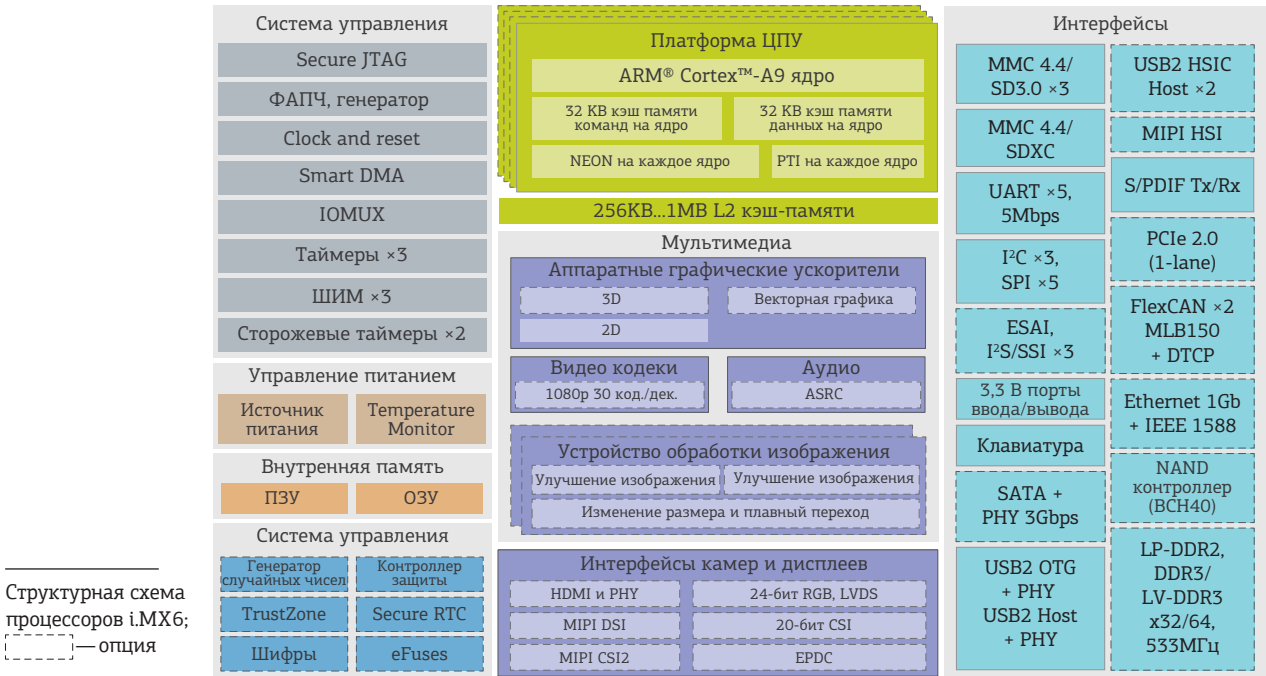 Система управления
Secure JTAG
ФАПЧ, генератор
Clock and reset
Smart DMA
IOMUX
Таймеры ×3
ШИМ ×3
Сторожевые таймеры ×2
Управление питанием
Источник
питания
Temperature
Monitor
Внутренняя память
ПЗУ
ОЗУ
Система управления
Генератор
случайных чисел
Контроллер
защиты
TrustZone
Secure RTC
Шифры
eFuses
Платформа ЦПУ
ARM® Cortex™-A9 ядро
32 KB кэш памяти
команд на ядро
32 KB кэш памяти
данных на ядро
NEON на каждое ядро
PTI на каждое ядро
256KB...1MB L2 кэш-памяти
Мультимедиа
Аппаратные графические ускорители
3D
Векторная графика
2D
Видео кодеки
1080p 30 код./дек.
Аудио
ASRC
Устройство обработки изображения
Улучшение изображения
Улучшение изображения
Изменение размера и плавный переход
Интерфейсы камер и дисплеев
HDMI и PHY
24-бит RGB, LVDS
MIPI DSI
20-бит CSI
MIPI CSI2
EPDC
Интерфейсы
MMC 4.4/
SD3.0 ×3
MMC 4.4/
SDXC
UART ×5,
5Mbps
I²C ×3,
SPI ×5
ESAI,
I²S/SSI ×3
3,3 В порты
ввода/вывода
Клавиатура
SATA +
PHY 3Gbps
USB2 OTG
+ PHY
USB2 Host
+ PHY
USB2 HSIC
Host ×2
MIPI HSI
S/PDIF Tx/Rx
PCIe 2.0
(1-lane)
FlexCAN ×2
MLB150
+ DTCP
Ethernet 1Gb
+ IEEE 1588
NAND
контроллер
(BCH40)
LP-DDR2,
DDR3/
LV-DDR3
x32/64,
533МГц
Структурная схема
процессоров i.MX6;
— опция